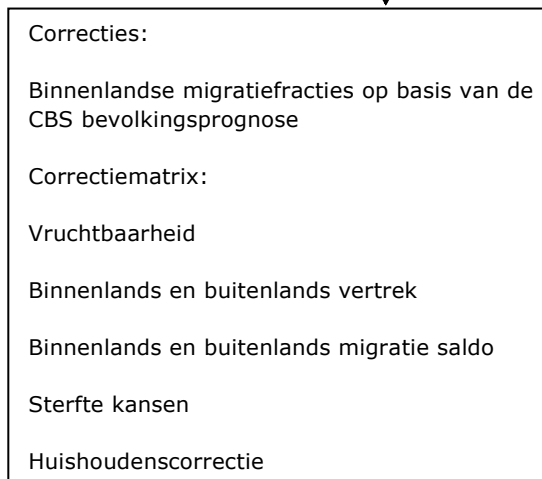 Correcties:
Binnenlandse migratiefracties op basis van de
CBS bevolkingsprognose
Correctiematrix:
Vruchtbaarheid
Binnenlands en buitenlands vertrek
Binnenlands en buitenlands migratie saldo
Sterfte kansen
Huishoudenscorrectie